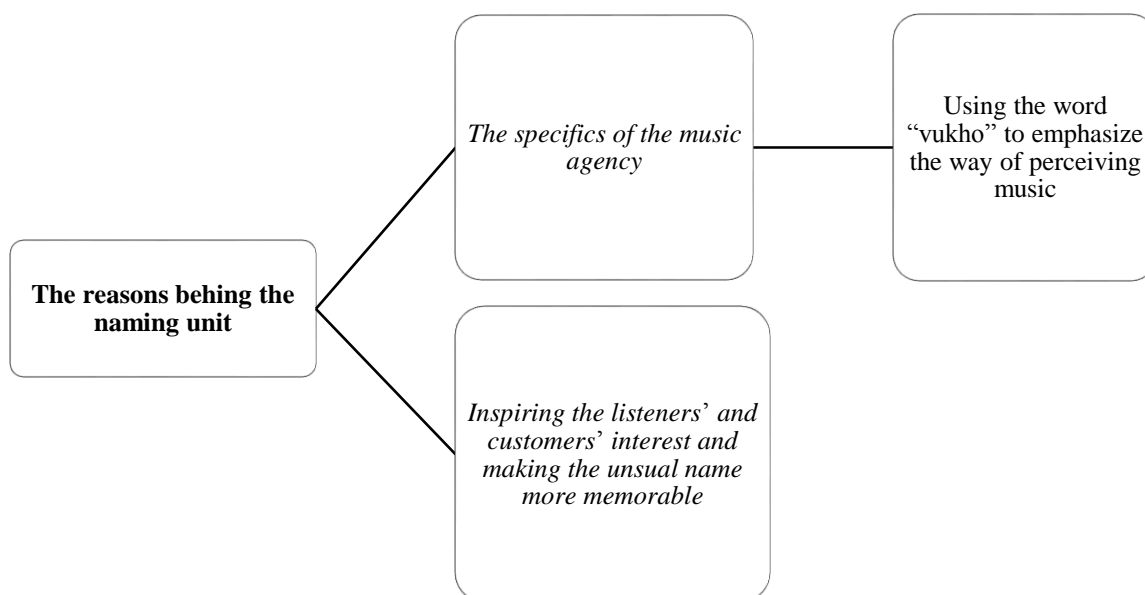 The specifics of the music
agency
Using the word
“vukho” to emphasize
the way of perceiving
music
The reasons behing the
naming unit
Inspiring the listeners’ and
customers’ interest and
making the unsual name
more memorable